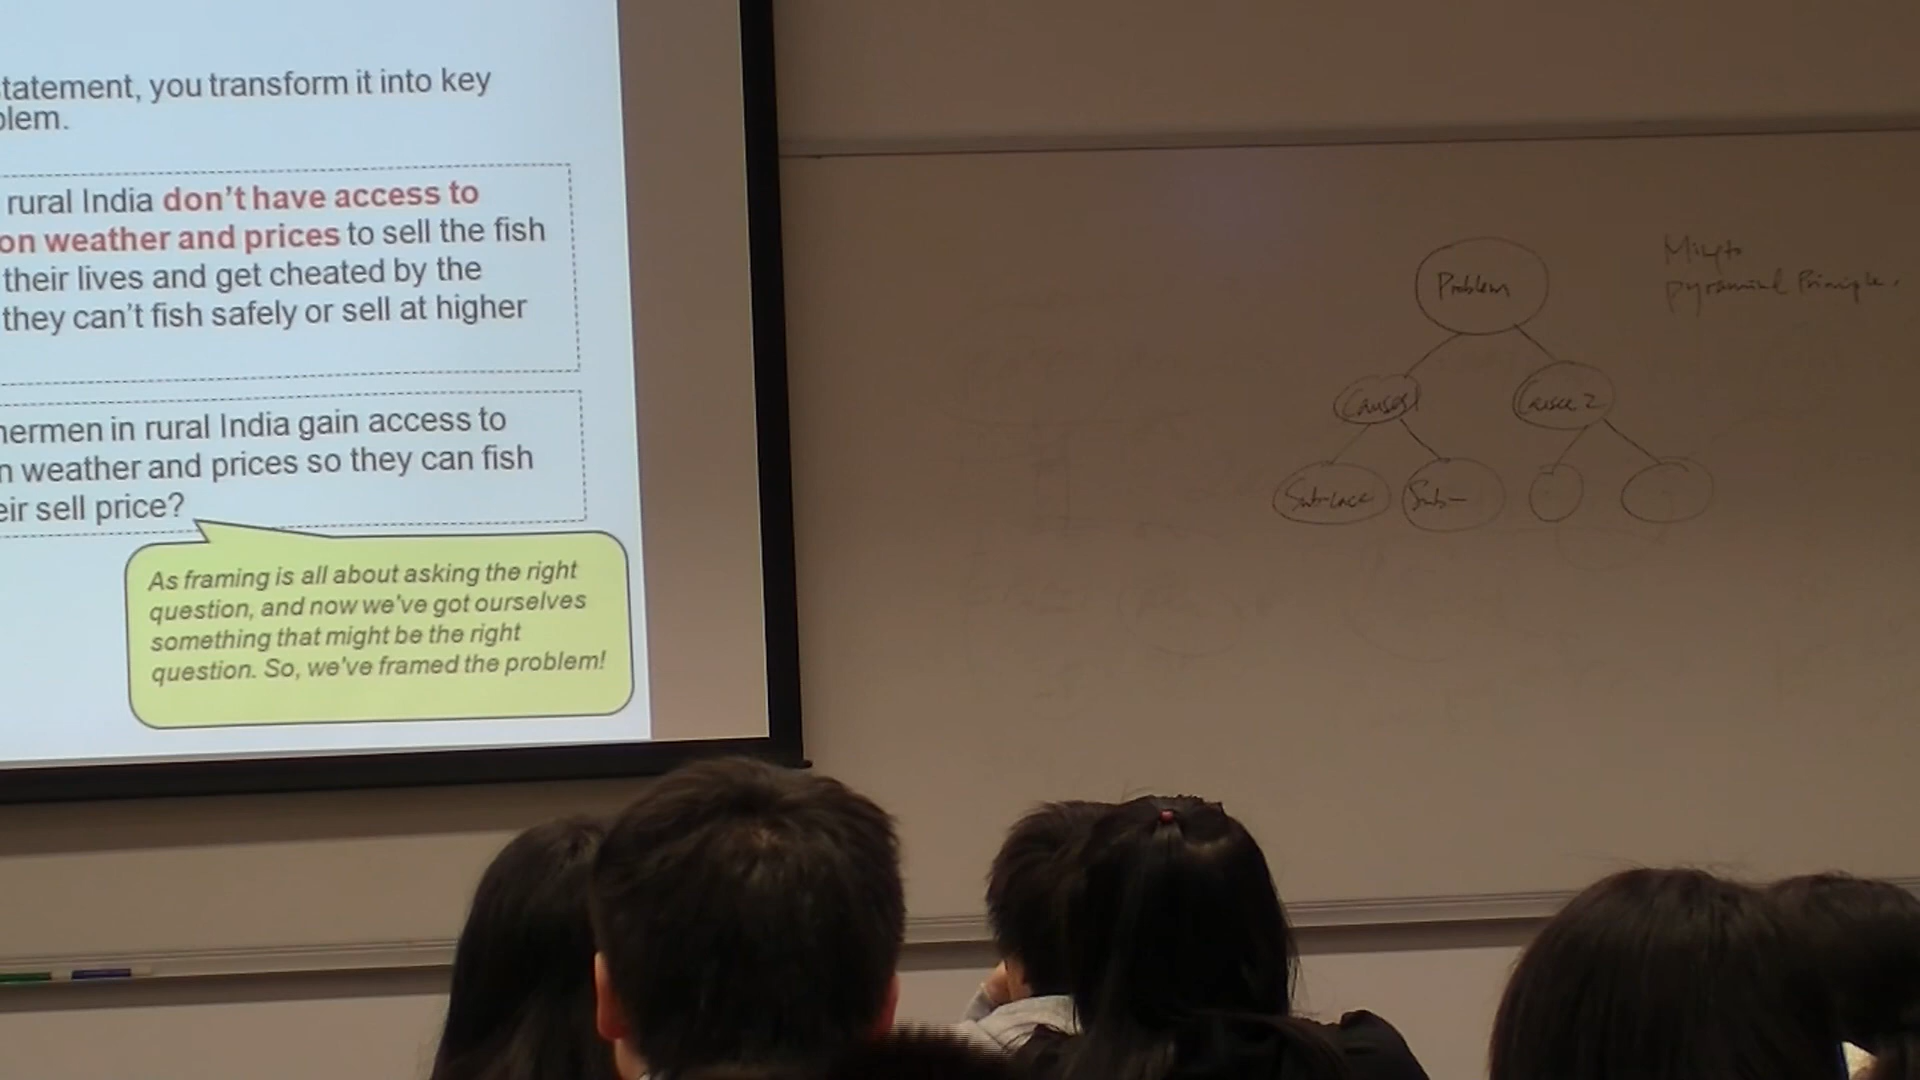 tatement, you transform it into key
blem.
rural India don't have access to
on weather and prices to sell the fish
their lives and get cheated by the
they can't fish safely or sell at higher
hermen in rural India gain access to
n weather and prices so they can fish
eir sell price?
As framing is all about asking the right
question, and now we've got ourselves
something that might be the right
question. So, we've framed the problem!
Problem
Cause 1
Cause 2
Sub-
Minto
pyramid Principle.